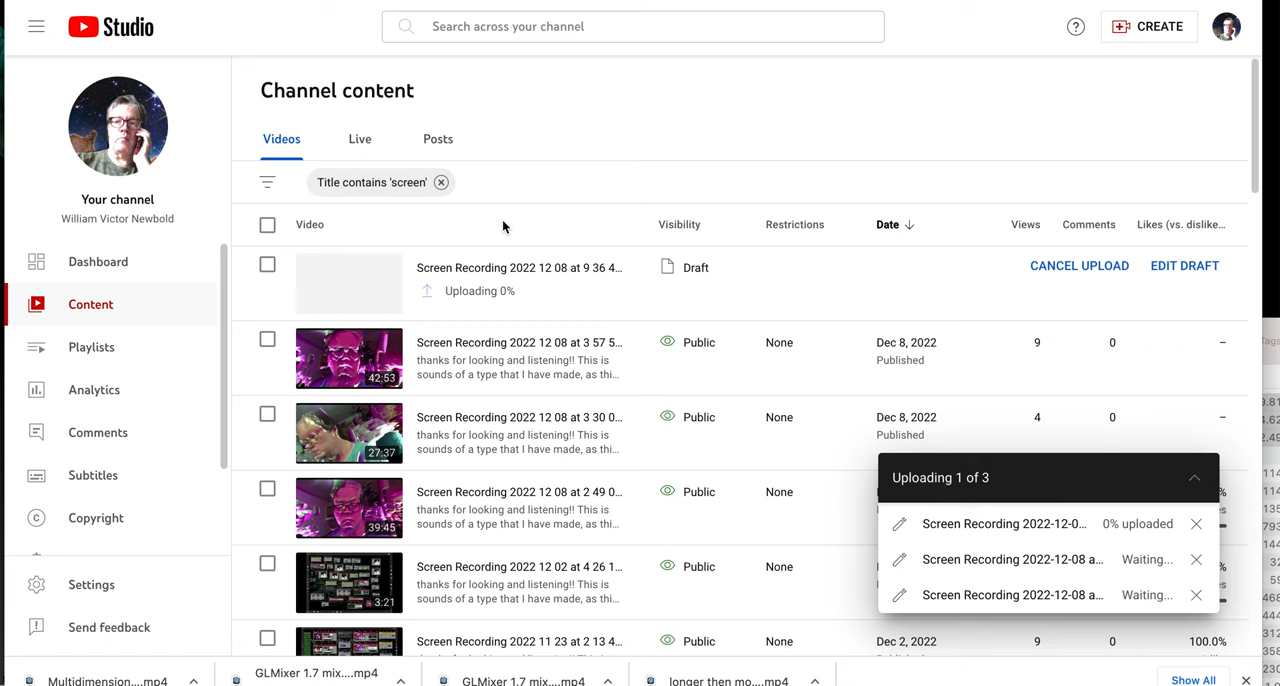 Studio
Search across your channel
?
CREATE
Your channel
William Victor Newbold
Dashboard
Content
Playlists
Analytics
Comments
Subtitles
Copyright
Settings
Send feedback
Channel content
Videos Live Posts
Title contains 'screen'
Video Visibility Restrictions Date Views Comments Likes (vs. dislike...
Screen Recording 2022 12 08 at 9 36 4... Draft CANCEL UPLOAD EDIT DRAFT
Uploading 0%
Screen Recording 2022 12 08 at 3 57 5... Public None Dec 8, 2022 9 0 –
thanks for looking and listening!! This is Published
sounds of a type that I have made, as thi...
42:53
Screen Recording 2022 12 08 at 3 30 0... Public None Dec 8, 2022 4 0 –
thanks for looking and listening!! This is Published
sounds of a type that I have made, as thi...
27:37
Screen Recording 2022 12 08 at 2 49 0... Public None
thanks for looking and listening!! This is
sounds of a type that I have made, as thi...
39:45
Screen Recording 2022 12 02 at 4 26 1... Public None
thanks for looking and listening!! This is
sounds of a type that I have made, as thi...
3:21
Screen Recording 2022 11 23 at 2 13 4... Public None Dec 2, 2022 9 0 100.0%
Uploading 1 of 3
Screen Recording 2022-12-0... 0% uploaded
Screen Recording 2022-12-08 a... Waiting...
Screen Recording 2022-12-08 a... Waiting...
Multidimension....mp4
GLMixer 1.7 mix....mp4
GLMixer 1.7 mix....mp4
longer then mo....mp4
Show All